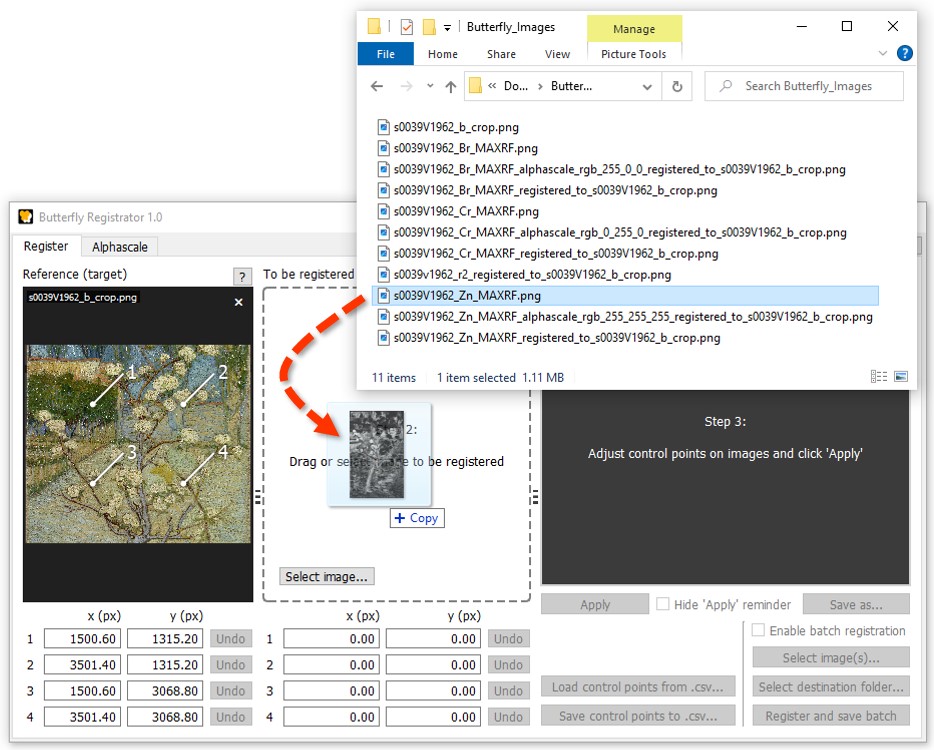 Butterfly_Images
Manage
File
Home
Share
View
Picture Tools
?
« Do... › Butter...
Search Butterfly_Images
s0039V1962_b_crop.png
s0039V1962_Br_MAXRF.png
s0039V1962_Br_MAXRF_alphascale_rgb_255_0_0_registered_to_s0039V1962_b_crop.png
s0039V1962_Br_MAXRF_registered_to_s0039V1962_b_crop.png
s0039V1962_Cr_MAXRF.png
s0039V1962_Cr_MAXRF_alphascale_rgb_0_255_0_registered_to_s0039V1962_b_crop.png
s0039V1962_Cr_MAXRF_registered_to_s0039V1962_b_crop.png
s0039v1962_r2_registered_to_s0039V1962_b_crop.png
s0039V1962_Zn_MAXRF.png
s0039V1962_Zn_MAXRF_alphascale_rgb_255_255_255_registered_to_s0039V1962_b_crop.png
s0039V1962_Zn_MAXRF_registered_to_s0039V1962_b_crop.png
11 items 1 item selected 1.11 MB
Butterfly Registrator 1.0
Register
Alphascale
Reference (target)
?
To be registered
s0039V1962_b_crop.png
1
2
3
4
2:
Drag or select image to be registered
+ Copy
Select image...
Step 3:
Adjust control points on images and click 'Apply'
x (px) y (px)
1 1500.60 1315.20 Undo
2 3501.40 1315.20 Undo
3 1500.60 3068.80 Undo
4 3501.40 3068.80 Undo
x (px) y (px)
1 0.00 0.00 Undo
2 0.00 0.00 Undo
3 0.00 0.00 Undo
4 0.00 0.00 Undo
Apply
Hide 'Apply' reminder
Save as...
Enable batch registration
Select image(s)...
Load control points from .csv...
Select destination folder...
Save control points to .csv...
Register and save batch